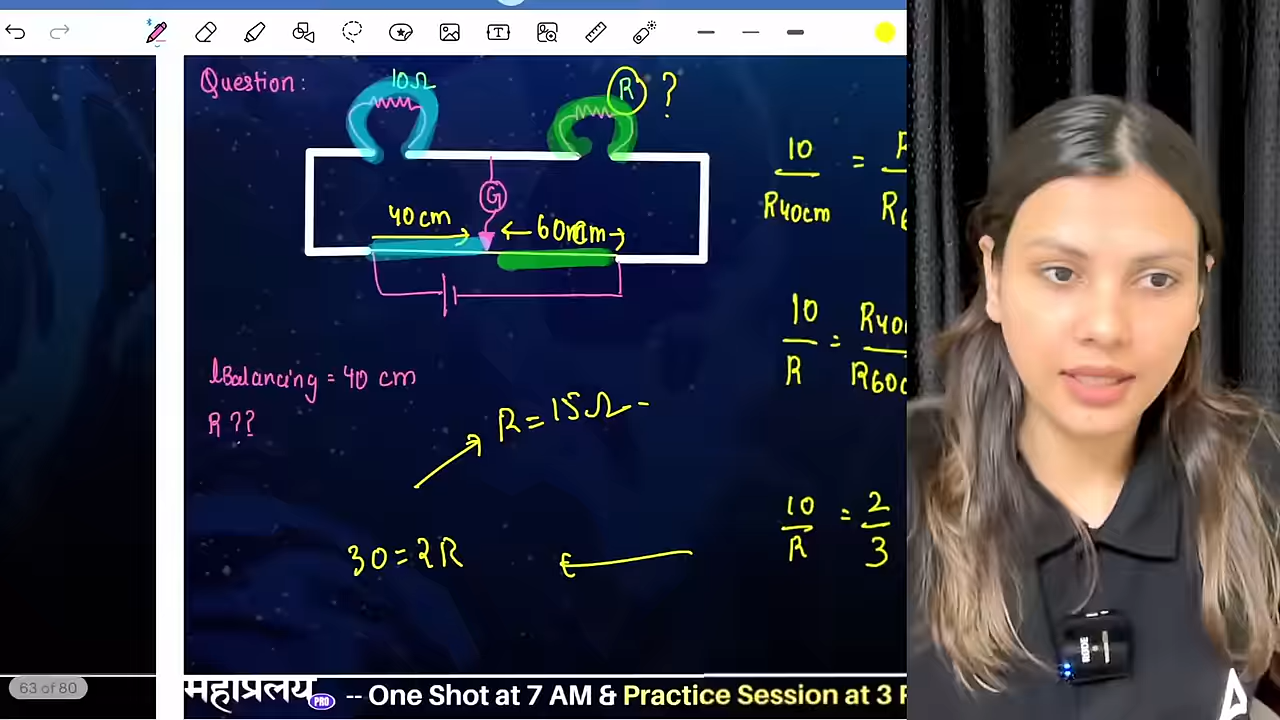 Question:
10Ω
R ?
G
40 cm
60 cm
10 / R40cm =
10 / R =
lBalancing = 40 cm
R ??
R = 15Ω
10 / R = 2 / 3
30 = 2R
63 of 80
महाप्रलय PRO -- One Shot at 7 AM & Practice Session at 3
RODE